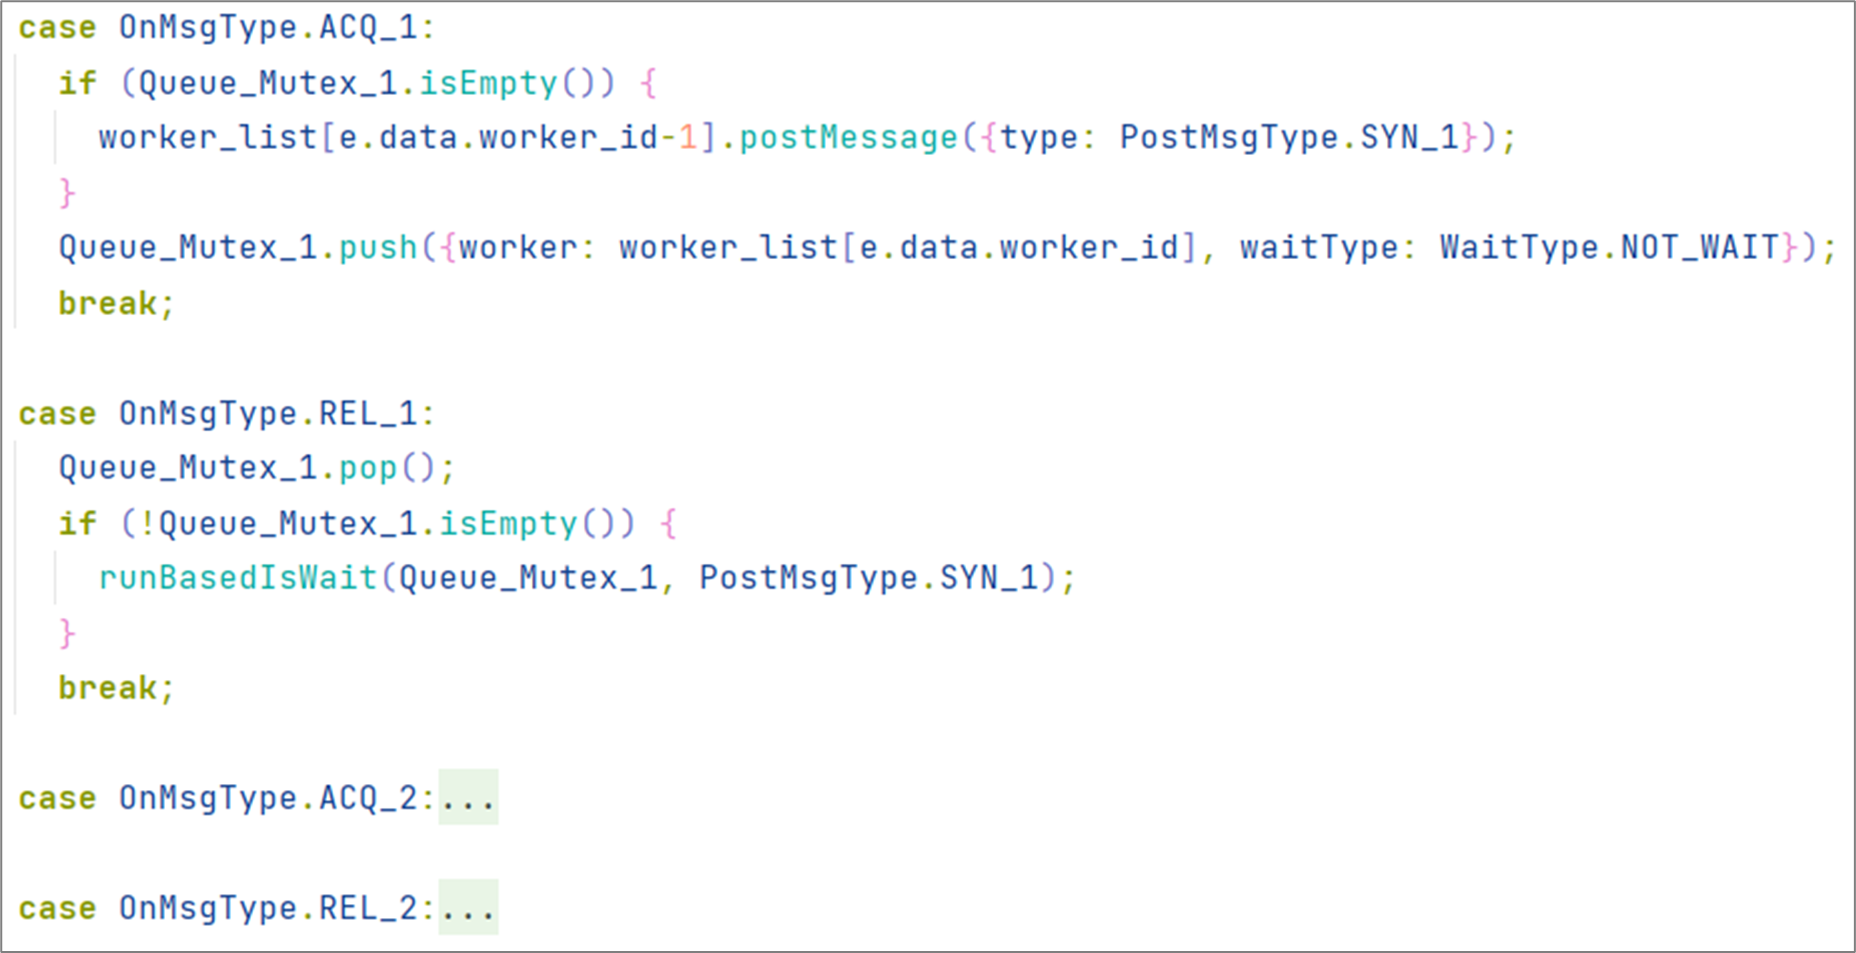 case OnMsgType.ACQ_1:
if (Queue_Mutex_1.isEmpty()) {
worker_list[e.data.worker_id-1].postMessage({type: PostMsgType.SYN_1});
}
Queue_Mutex_1.push({worker: worker_list[e.data.worker_id], waitType: WaitType.NOT_WAIT});
break;
case OnMsgType.REL_1:
Queue_Mutex_1.pop();
if (!Queue_Mutex_1.isEmpty()) {
runBasedIsWait(Queue_Mutex_1, PostMsgType.SYN_1);
}
break;
case OnMsgType.ACQ_2:...
case OnMsgType.REL_2:...